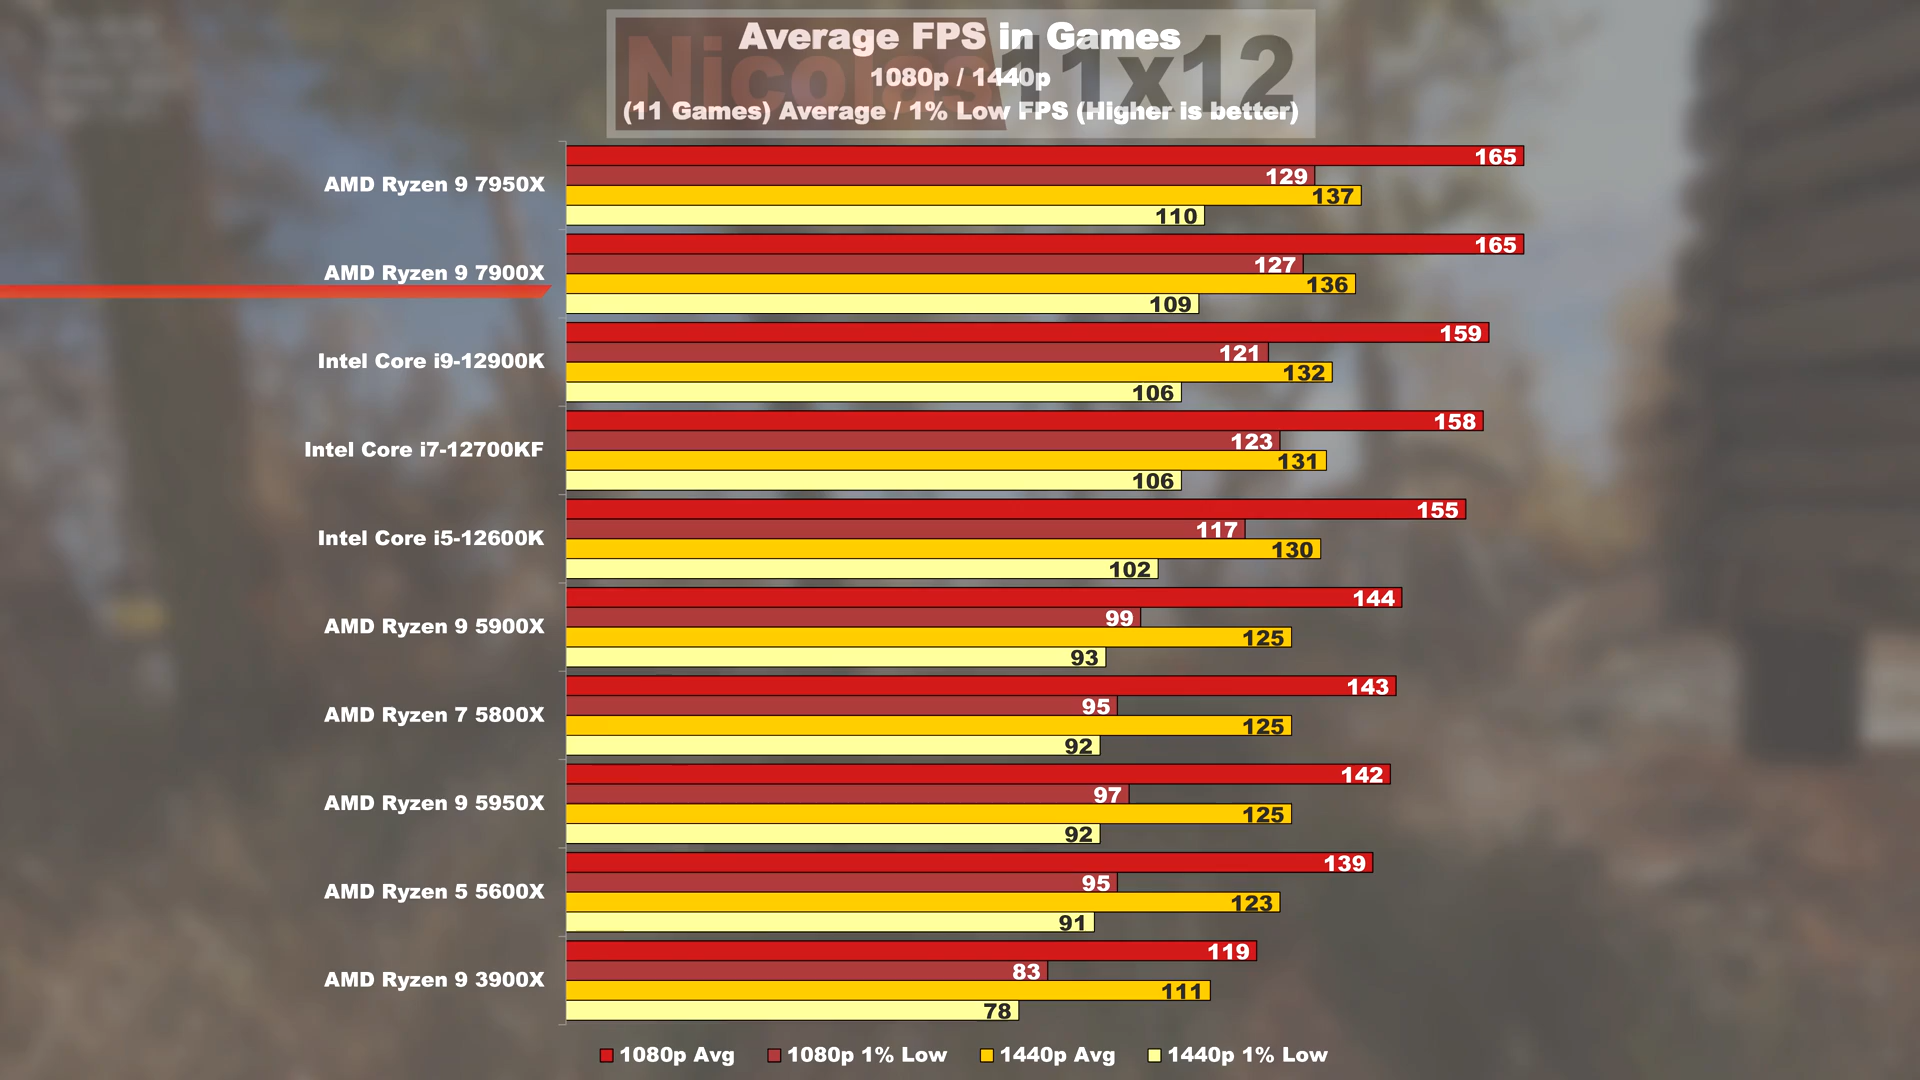 Average FPS in Games
1080p / 1440p
(11 Games) Average / 1% Low FPS (Higher is better)
Nicolas11x12
AMD Ryzen 9 7950X
165
129
137
110
AMD Ryzen 9 7900X
165
127
136
109
Intel Core i9-12900K
159
121
132
106
Intel Core i7-12700KF
158
123
131
106
Intel Core i5-12600K
155
117
130
102
AMD Ryzen 9 5900X
144
99
125
93
AMD Ryzen 7 5800X
143
95
125
92
AMD Ryzen 9 5950X
142
97
125
92
AMD Ryzen 5 5600X
139
95
123
91
AMD Ryzen 9 3900X
119
83
111
78
1080p Avg
1080p 1% Low
1440p Avg
1440p 1% Low